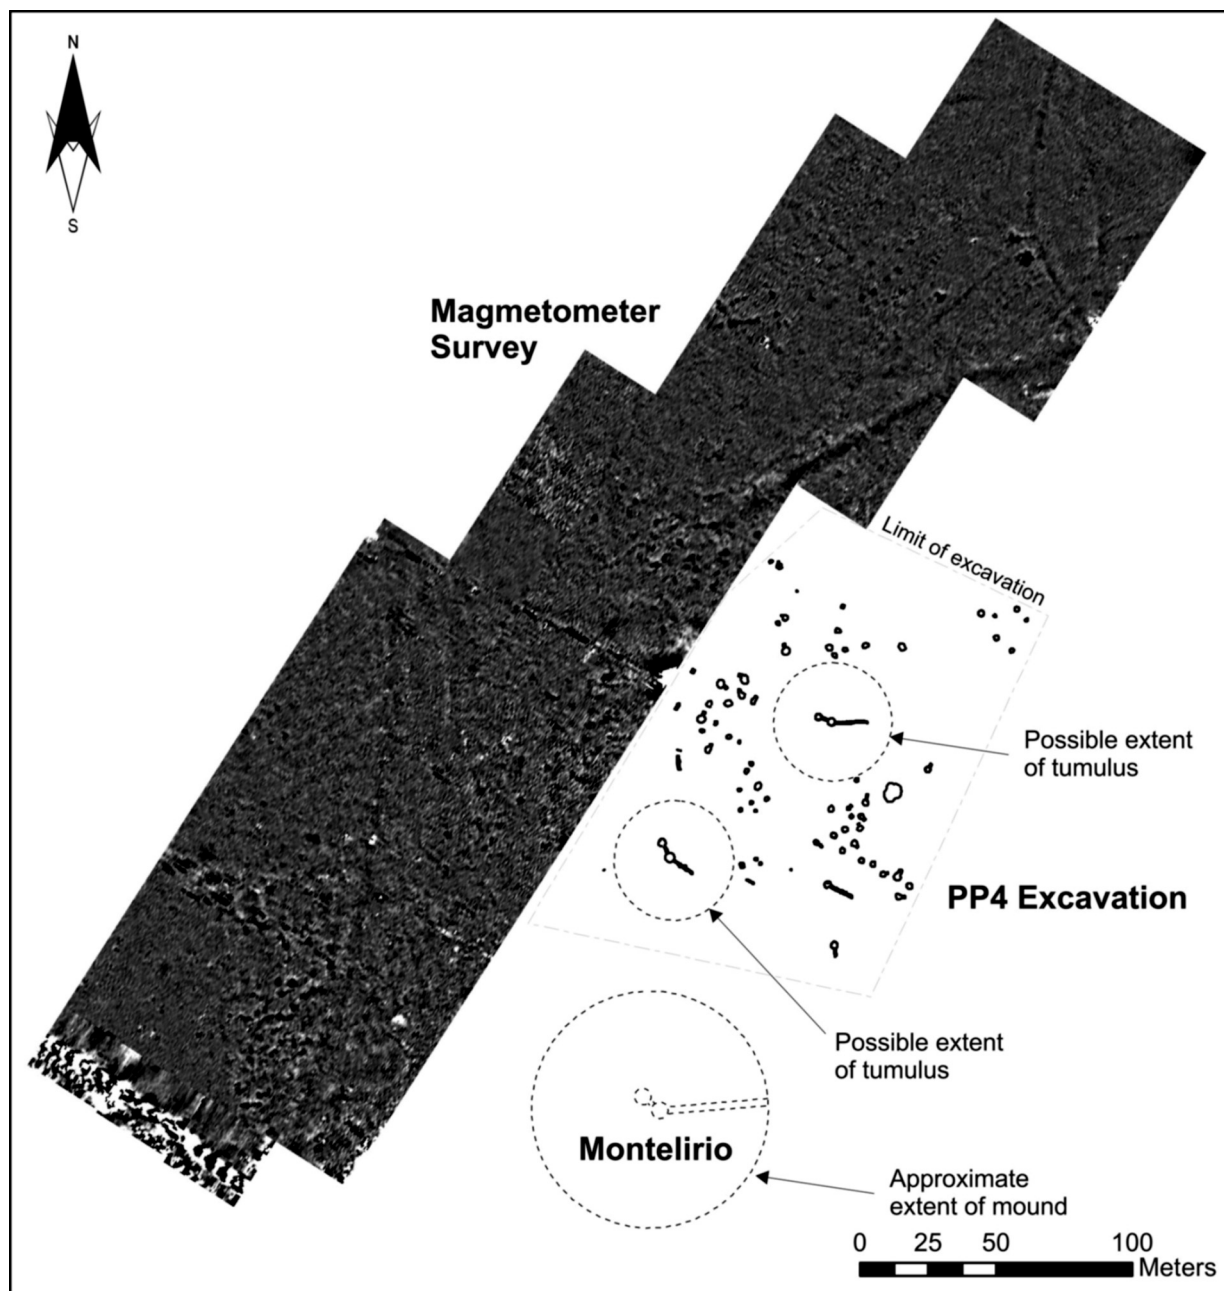 N
S
Magmetometer
Survey
Limit of excavation
Possible extent
of tumulus
PP4 Excavation
Possible extent
of tumulus
Montelirio
Approximate
extent of mound
0 25 50 100
Meters